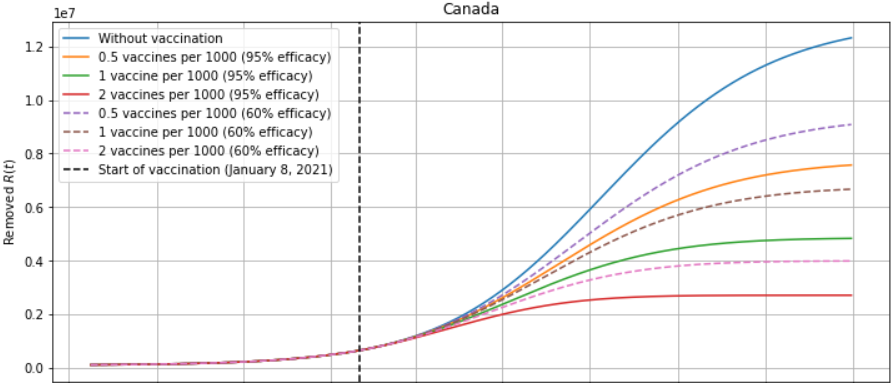 Canada
1e7
Without vaccination
0.5 vaccines per 1000 (95% efficacy)
1 vaccine per 1000 (95% efficacy)
2 vaccines per 1000 (95% efficacy)
0.5 vaccines per 1000 (60% efficacy)
1 vaccine per 1000 (60% efficacy)
2 vaccines per 1000 (60% efficacy)
Start of vaccination (January 8, 2021)
1.2
1.0
0.8
0.6
0.4
0.2
0.0
Removed R(t)